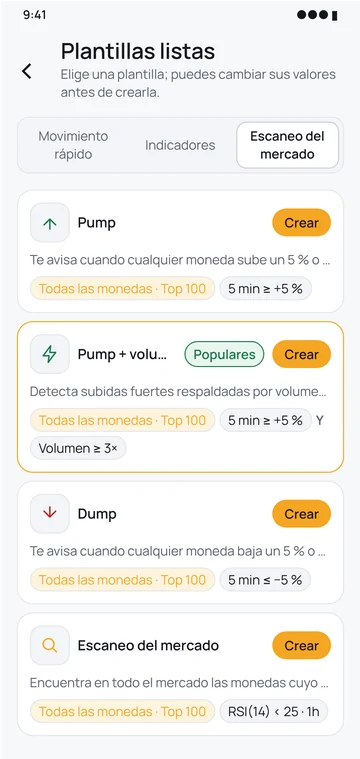 9:41
Plantillas listas
Elige una plantilla; puedes cambiar sus valores
antes de crearla.
Movimiento
rápido
Indicadores
Escaneo del
mercado
Pump
Crear
Te avisa cuando cualquier moneda sube un 5 % o ...
Todas las monedas · Top 100
5 min ≥ +5 %
Pump + volu...
Populares
Crear
Detecta subidas fuertes respaldadas por volume...
Todas las monedas · Top 100
5 min ≥ +5 %
Y
Volumen ≥ 3×
Dump
Crear
Te avisa cuando cualquier moneda baja un 5 % o ...
Todas las monedas · Top 100
5 min ≤ −5 %
Escaneo del mercado
Crear
Encuentra en todo el mercado las monedas cuyo ...
Todas las monedas · Top 100
RSI(14) < 25 · 1h